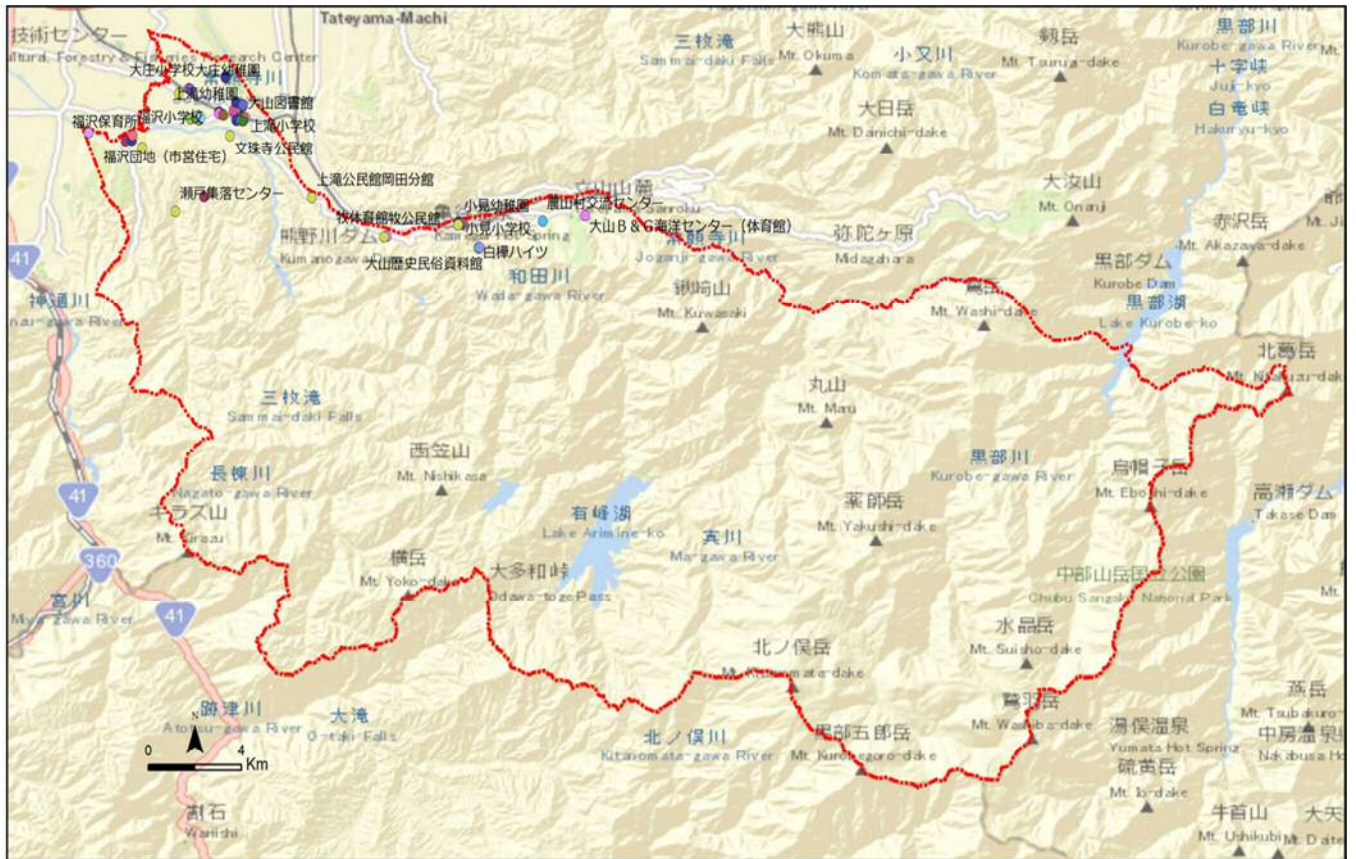 Tateyama-Machi
技術センター
ultural, Forestry & Fisheries Research Center
三枚滝
Sammai-daki Falls
大熊山
Mt. Okuma
小又川
Komata-gawa River
剱岳
Mt. Tsurugi-dake
黒部川
Kurobe-gawa River
十字峡
Juji-kyo
白竜峡
Hakuryu-kyo
大日岳
Mt. Dainichi-dake
大庄小学校
大庄幼稚園
上滝幼稚園
大山図書館
福沢保育所
福沢小学校
上滝小学校
福沢団地（市営住宅）
文珠寺公民館
瀬戸集落センター
上滝公民館岡田分館
立山山麓
大汝山
Mt. Onanji
赤沢岳
Mt. Akazawa-dake
牧体育館牧公民館
小見幼稚園
農山村交流センター
小見小学校
大山Ｂ＆Ｇ海洋センター（体育館）
熊野川ダム
大山歴史民俗資料館
白樺ハイツ
Joganji-gawa River
弥陀ヶ原
Midagahara
和田川
Wada-gawa River
黒部ダム
Kurobe Dam
黒部湖
Lake Kurobe-ko
41
神通川
鍬崎山
Mt. Kuwasaki
鷲岳
Mt. Washi-dake
北葛岳
Mt. Kitakuzu-dake
丸山
Mt. Maru
三枚滝
Sammai-daki Falls
西笠山
Mt. Nishikasa
長棟川
Nagato-gawa River
黒部川
Kurobe-gawa River
烏帽子岳
Mt. Eboshi-dake
高瀬ダム
Takase Dam
41
キラズ山
Mt. Kirazu
有峰湖
Lake Arimine-ko
薬師岳
Mt. Yakushi-dake
真川
Ma-gawa River
360
横岳
Mt. Yoko-dake
大多和峠
Odawa-toge Pass
中部山岳国立公園
Chubu Sangaku National Park
宮川
Miya-gawa River
41
水晶岳
Mt. Suisho-dake
北ノ俣岳
Mt. Kitanomata-dake
鷲羽岳
Mt. Washiba-dake
燕岳
Mt. Tsubakuro-
跡津川
Atotsu-gawa River
大滝
O-taki Falls
北ノ俣川
Kitanomata-gawa River
黒部五郎岳
Mt. Kurobegoro-dake
湯俣温泉
Yumata Hot Spring
中房温泉
Nakabusa Ho
硫黄岳
Mt. Io-dake
N
0 4
Km
割石
Wariishi
牛首山
Mt. Ushikubi
大天
Mt. Daite